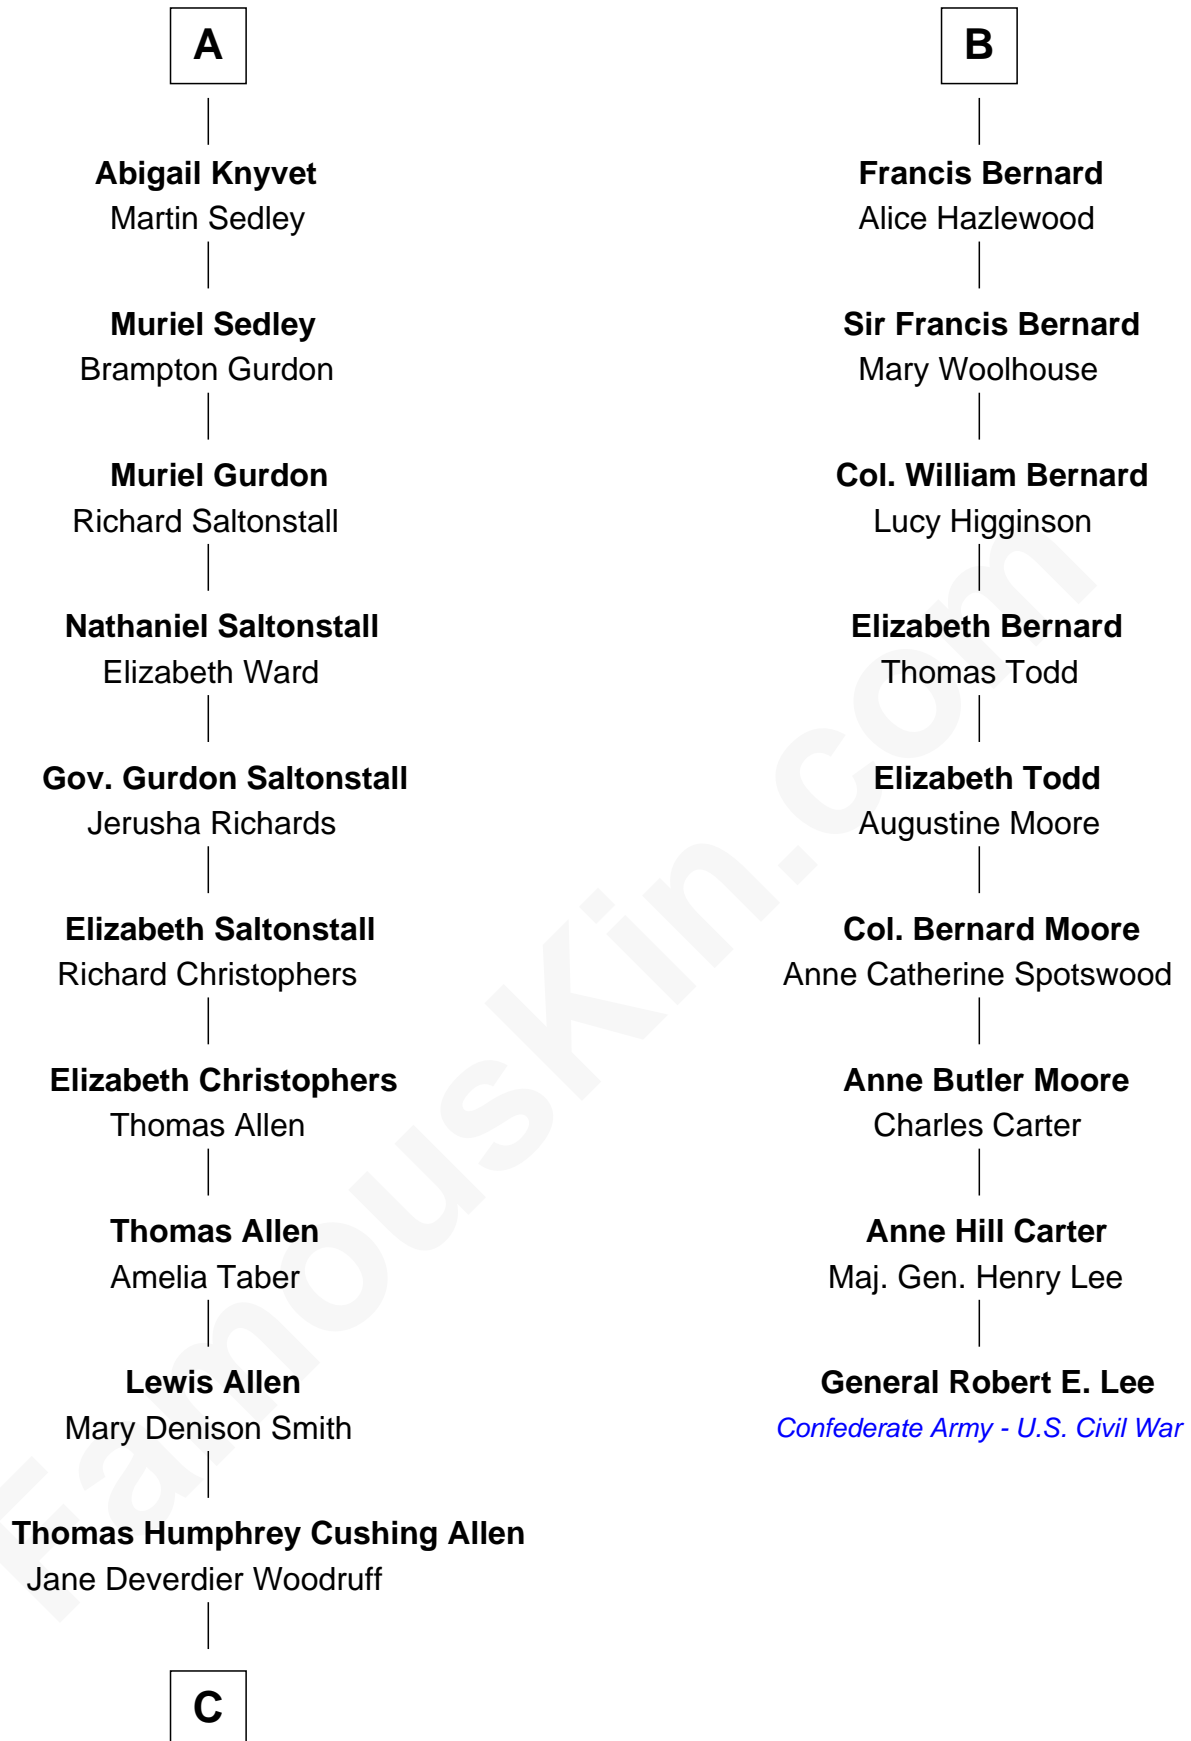 A
Abigail Knyvet
Martin Sedley
Muriel Sedley
Brampton Gurdon
Muriel Gurdon
Richard Saltonstall
Nathaniel Saltonstall
Elizabeth Ward
Gov. Gurdon Saltonstall
Jerusha Richards
Elizabeth Saltonstall
Richard Christophers
Elizabeth Christophers
Thomas Allen
Thomas Allen
Amelia Taber
Lewis Allen
Mary Denison Smith
Thomas Humphrey Cushing Allen
Jane Deverdier Woodruff
C
B
Francis Bernard
Alice Hazlewood
Sir Francis Bernard
Mary Woolhouse
Col. William Bernard
Lucy Higginson
Elizabeth Bernard
Thomas Todd
Elizabeth Todd
Augustine Moore
Col. Bernard Moore
Anne Catherine Spotswood
Anne Butler Moore
Charles Carter
Anne Hill Carter
Maj. Gen. Henry Lee
General Robert E. Lee
Confederate Army - U.S. Civil War
FamousKin.com